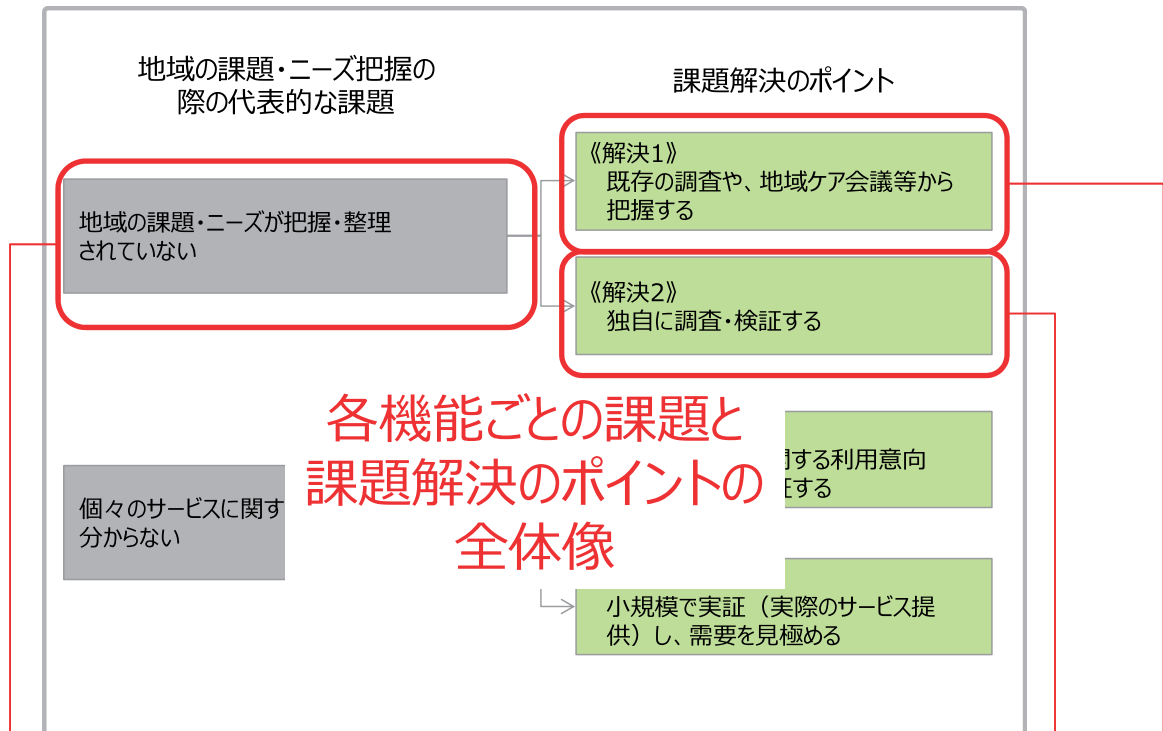 地域の課題・ニーズ把握の
際の代表的な課題
課題解決のポイント
地域の課題・ニーズが把握・整理
されていない
《解決1》
既存の調査や、地域ケア会議等から
把握する
《解決2》
独自に調査・検証する
各機能ごとの課題と
課題解決のポイントの
全体像
個々のサービスに関す
分からない
する利用意向
する
小規模で実証（実際のサービス提
供）し、需要を見極める